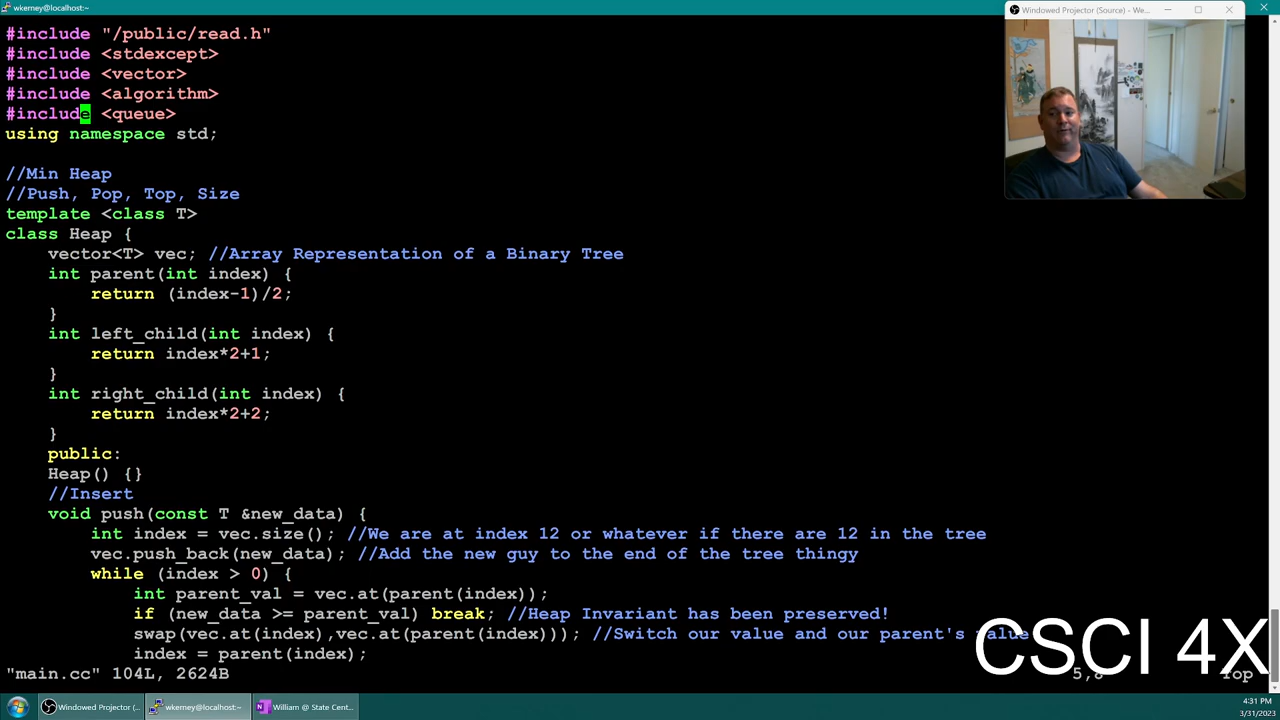 wkerney@localhost:~
Windowed Projector (Source) - We...
#include "/public/read.h"
#include <stdexcept>
#include <vector>
#include <algorithm>
#include <queue>
using namespace std;
//Min Heap
//Push, Pop, Top, Size
template <class T>
class Heap {
vector<T> vec; //Array Representation of a Binary Tree
int parent(int index) {
return (index-1)/2;
}
int left_child(int index) {
return index*2+1;
}
int right_child(int index) {
return index*2+2;
}
public:
Heap() {}
//Insert
void push(const T &new_data) {
int index = vec.size(); //We are at index 12 or whatever if there are 12 in the tree
vec.push_back(new_data); //Add the new guy to the end of the tree thingy
while (index > 0) {
int parent_val = vec.at(parent(index));
if (new_data >= parent_val) break; //Heap Invariant has been preserved!
swap(vec.at(index),vec.at(parent(index))); //Switch our value and our parent's value
index = parent(index);
"main.cc" 104L, 2624B
Top
CSCI 4X
Windowed Projector (...
wkerney@localhost:~
William @ State Cent...
4:31 PM
3/31/2023